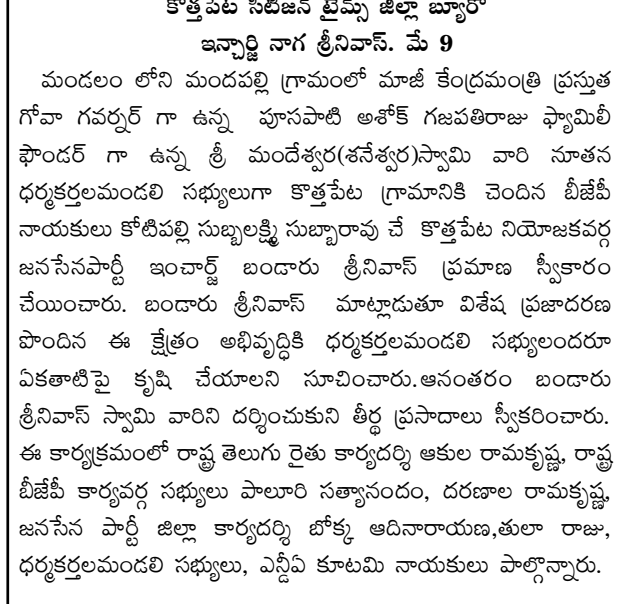 కొత్తపేట సిటిజన్ టైమ్స్ జిల్లా బ్యూరో
ఇన్చార్జి నాగ శ్రీనివాస్. మే 9
మండలం లోని మందపల్లి గ్రామంలో మాజీ కేంద్రమంత్రి ప్రస్తుత
గోవా గవర్నర్ గా ఉన్న పూసపాటి అశోక్ గజపతిరాజు ఫ్యామిలీ
ఫౌండర్ గా ఉన్న శ్రీ మందేశ్వర(శనేశ్వర)స్వామి వారి నూతన
ధర్మకర్తలమండలి సభ్యులుగా కొత్తపేట గ్రామానికి చెందిన బీజేపీ
నాయకులు కోటిపల్లి సుబ్బలక్ష్మి సుబ్బారావు చే కొత్తపేట నియోజకవర్గ
జనసేనపార్టీ ఇంచార్జ్ బండారు శ్రీనివాస్ ప్రమాణ స్వీకారం
చేయించారు. బండారు శ్రీనివాస్ మాట్లాడుతూ విశేష ప్రజాదరణ
పొందిన ఈ క్షేత్రం అభివృద్ధికి ధర్మకర్తలమండలి సభ్యులందరూ
ఏకతాటిపై కృషి చేయాలని సూచించారు.ఆనంతరం బండారు
శ్రీనివాస్ స్వామి వారిని దర్శించుకుని తీర్థ ప్రసాదాలు స్వీకరించారు.
ఈ కార్యక్రమంలో రాష్ట్ర తెలుగు రైతు కార్యదర్శి ఆకుల రామకృష్ణ, రాష్ట్ర
బీజేపీ కార్యవర్గ సభ్యులు పాలూరి సత్యానందం, దరణాల రామకృష్ణ,
జనసేన పార్టీ జిల్లా కార్యదర్శి బోక్క ఆదినారాయణ,తులా రాజు,
ధర్మకర్తలమండలి సభ్యులు, ఎన్డీఏ కూటమి నాయకులు పాల్గొన్నారు.